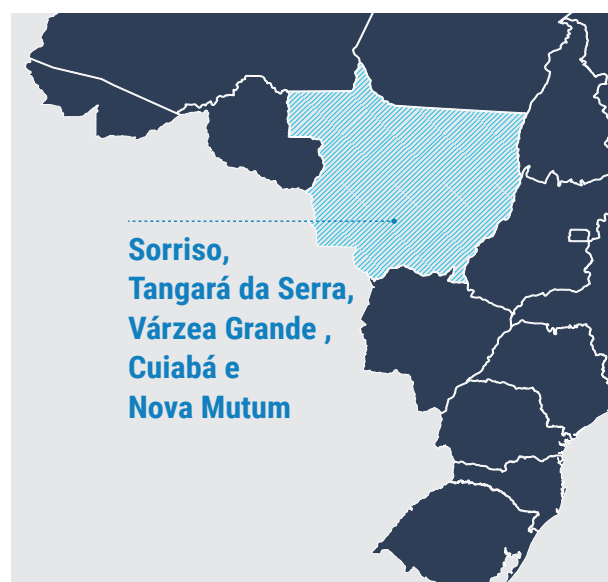 Sorriso,
Tangará da Serra,
Várzea Grande ,
Cuiabá e
Nova Mutum